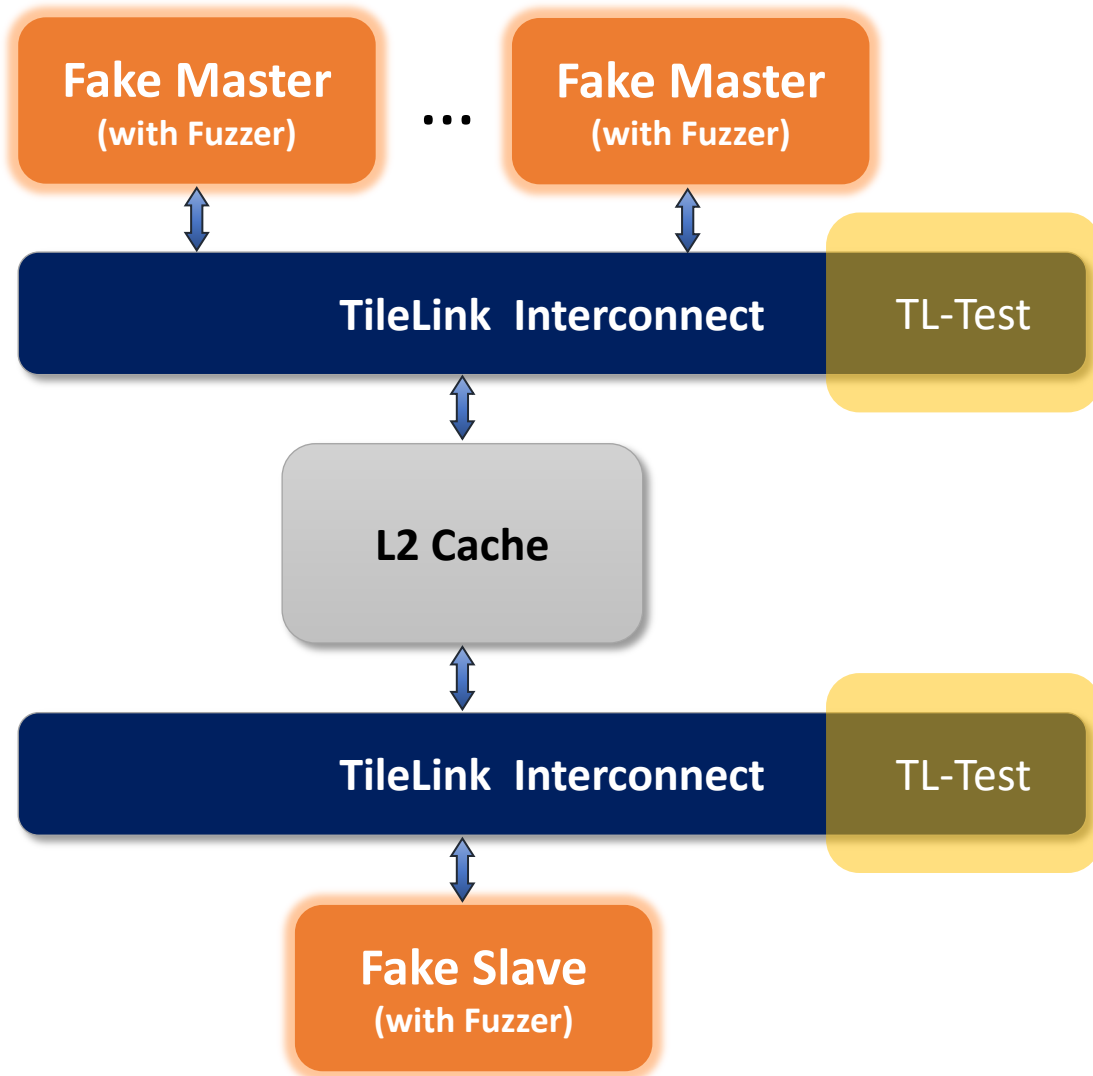 Fake Master
(with Fuzzer)
...
Fake Master
(with Fuzzer)
TileLink Interconnect
TL-Test
L2 Cache
TileLink Interconnect
TL-Test
Fake Slave
(with Fuzzer)